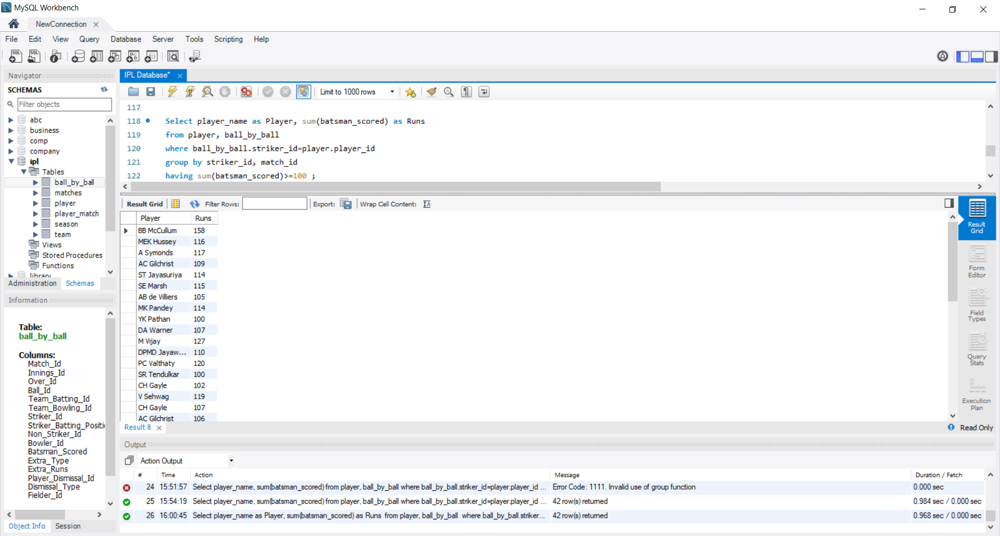 MySQL Workbench
NewConnection
File Edit View Query Database Server Tools Scripting Help
Navigator
SCHEMAS
Filter objects
abc
business
comp
company
ipl
Tables
ball_by_ball
matches
player
player_match
season
team
Views
Stored Procedures
Functions
library
Administration Schemas
Information
Table:
ball_by_ball
Columns:
Match_Id
Innings_Id
Over_Id
Ball_Id
Team_Batting_Id
Team_Bowling_Id
Striker_Id
Striker_Batting_Positi
Non_Striker_Id
Bowler_Id
Batsman_Scored
Extra_Type
Extra_Runs
Player_Dismissal_Id
Dismissal_Type
Fielder_Id
Object Info Session
IPL Database*
Limit to 1000 rows
117
118 Select player_name as Player, sum(batsman_scored) as Runs
119 from player, ball_by_ball
120 where ball_by_ball.striker_id=player.player_id
121 group by striker_id, match_id
122 having sum(batsman_scored)>=100 ;
Result Grid Filter Rows: Export: Wrap Cell Content:
Player Runs
BB McCullum 158
MEK Hussey 116
A Symonds 117
AC Gilchrist 109
ST Jayasuriya 114
SE Marsh 115
AB de Villiers 105
MK Pandey 114
YK Pathan 100
DA Warner 107
M Vijay 127
DPMD Jayaw... 110
PC Valthaty 120
SR Tendulkar 100
CH Gayle 102
V Sehwag 119
CH Gayle 107
AC Gilchrist 106
Result Grid
Form Editor
Field Types
Query Stats
Execution Plan
Result 8
Read Only
Output
Action Output
# Time Action Message Duration / Fetch
24 15:51:57 Select player_name, sum(batsman_scored) from player, ball_by_ball where ball_by_ball.striker_id=player.player_id ... Error Code: 1111. Invalid use of group function 0.000 sec
25 15:54:19 Select player_name, sum(batsman_scored) from player, ball_by_ball where ball_by_ball.striker_id=player.player_id ... 42 row(s) returned 0.984 sec / 0.000 sec
26 16:00:45 Select player_name as Player, sum(batsman_scored) as Runs from player, ball_by_ball where ball_by_ball.striker... 42 row(s) returned 0.968 sec / 0.000 sec